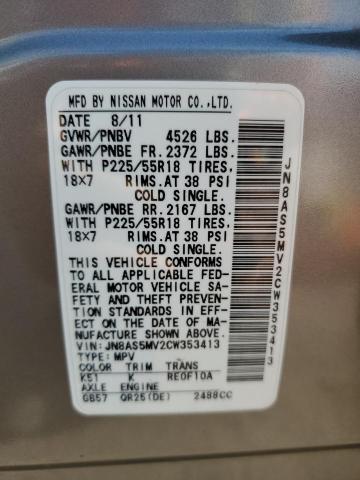 MFD BY NISSAN MOTOR CO.,LTD.
DATE 8/11
GVWR/PNBV 4526 LBS.
GAWR/PNBE FR. 2372 LBS.
WITH P225/55R18 TIRES,
18X7 RIMS.AT 38 PSI
COLD SINGLE.
GAWR/PNBE RR. 2167 LBS.
WITH P225/55R18 TIRES,
18X7 RIMS.AT 38 PSI
COLD SINGLE.
THIS VEHICLE CONFORMS
TO ALL APPLICABLE FED-
ERAL MOTOR VEHICLE SA-
FETY AND THEFT PREVEN-
TION STANDARDS IN EFF-
ECT ON THE DATE OF MA-
NUFACTURE SHOWN ABOVE.
VIN:JN8AS5MV2CW353413
TYPE:MPV
COLOR TRIM TRANS
K51 K RE0F10A
AXLE ENGINE
GB57 QR25(DE) 2488CC
JN8AS5MV2CW353413